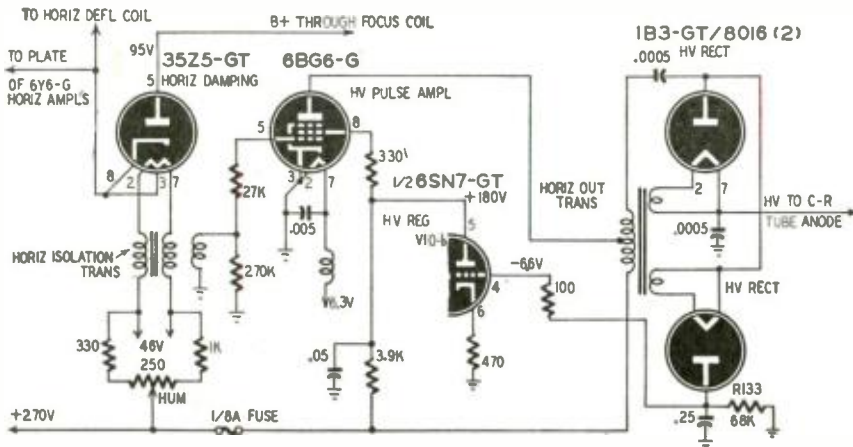 TO HORIZ DEFL COIL
B+ THROUGH FOCUS COIL
1B3-GT/8016 (2)
HV RECT
.0005
95V
35Z5-GT
HORIZ DAMPING
6BG6-G
HV PULSE AMPL
TO PLATE
OF 6Y6-G
HORIZ AMPLS
5
5
8
8
2
3
7
3
2
7
330
27K
1/2 6SN7-GT
+180V
HORIZ OUT
TRANS
2
7
HV TO C-R
TUBE ANODE
.005
HV REG
V10-b
5
.0005
HORIZ ISOLATION
TRANS
270K
-66V
4
100
HV RECT
6.3V
6
330
46V
1K
250
HUM
.05
3.9K
470
R133
68K
.25
+270V
1/8A FUSE